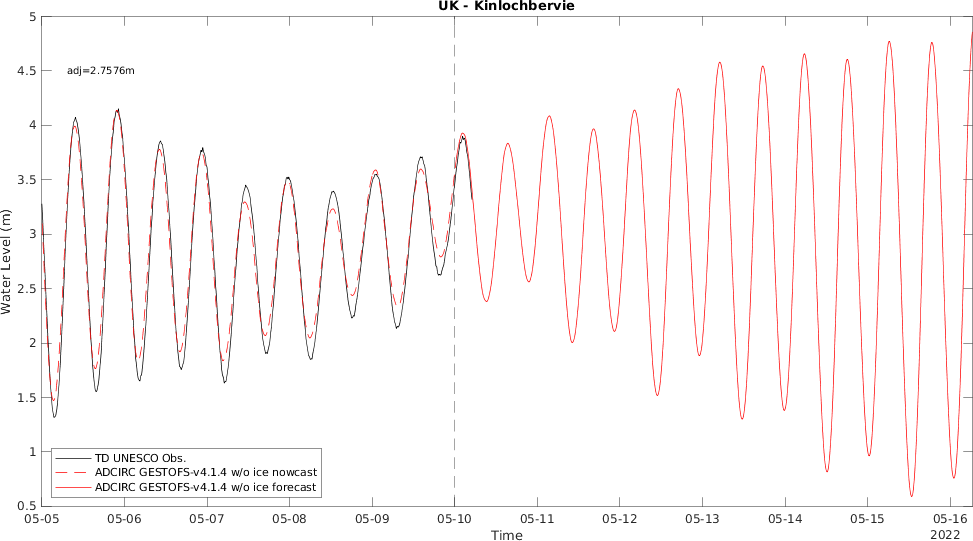 UK - Kinlochbervie
5
4.5
4
3.5
3
2.5
2
1.5
1
0.5
Water Level (m)
adj=2.7576m
TD UNESCO Obs.
ADCIRC GESTOFS-v4.1.4 w/o ice nowcast
ADCIRC GESTOFS-v4.1.4 w/o ice forecast
05-05 05-06 05-07 05-08 05-09 05-10 05-11 05-12 05-13 05-14 05-15 05-16
Time
2022